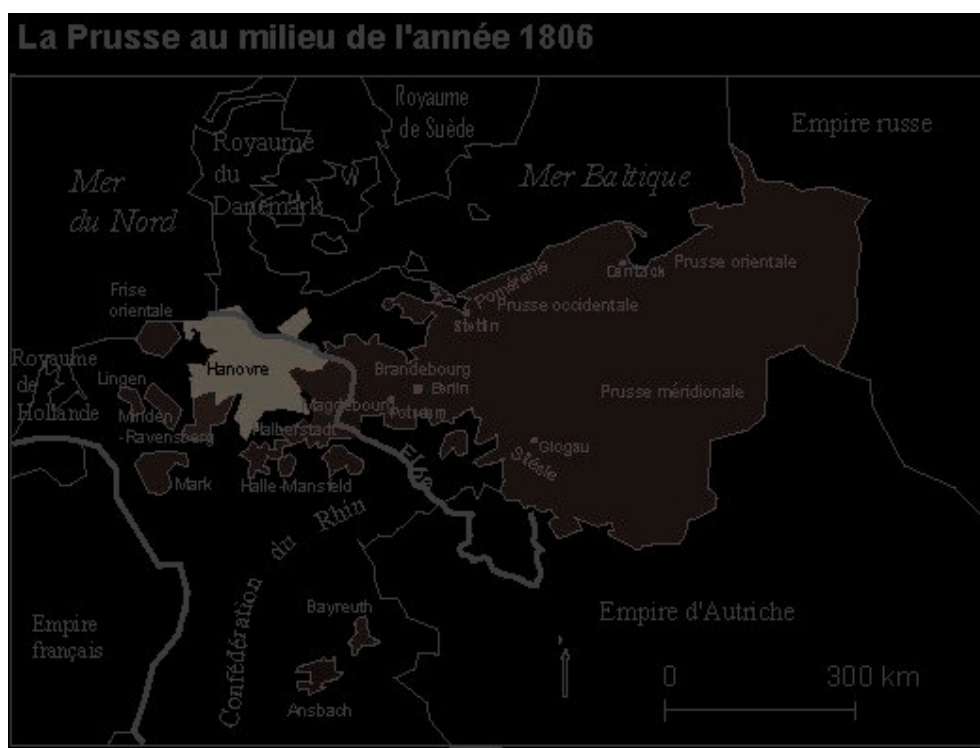 La Prusse au milieu de l'année 1806
Royaume
de Suède
Empire russe
Royaume
du
Danemark
Mer
du Nord
Mer Baltique
Prusse orientale
Dantzick
Poméranie
Prusse occidentale
Stettin
Frise
orientale
Royaume
de
Hollande
Lingen
Hanovre
Brandebourg
Berlin
Prusse méridionale
Minden
-Ravensberg
Magdebourg
Potsdam
Halberstadt
Glogau
Silésie
Elbe
Mark
Halle-Mansfeld
Confédération du Rhin
Bayreuth
Empire d'Autriche
Empire
français
Ansbach
0 300 km